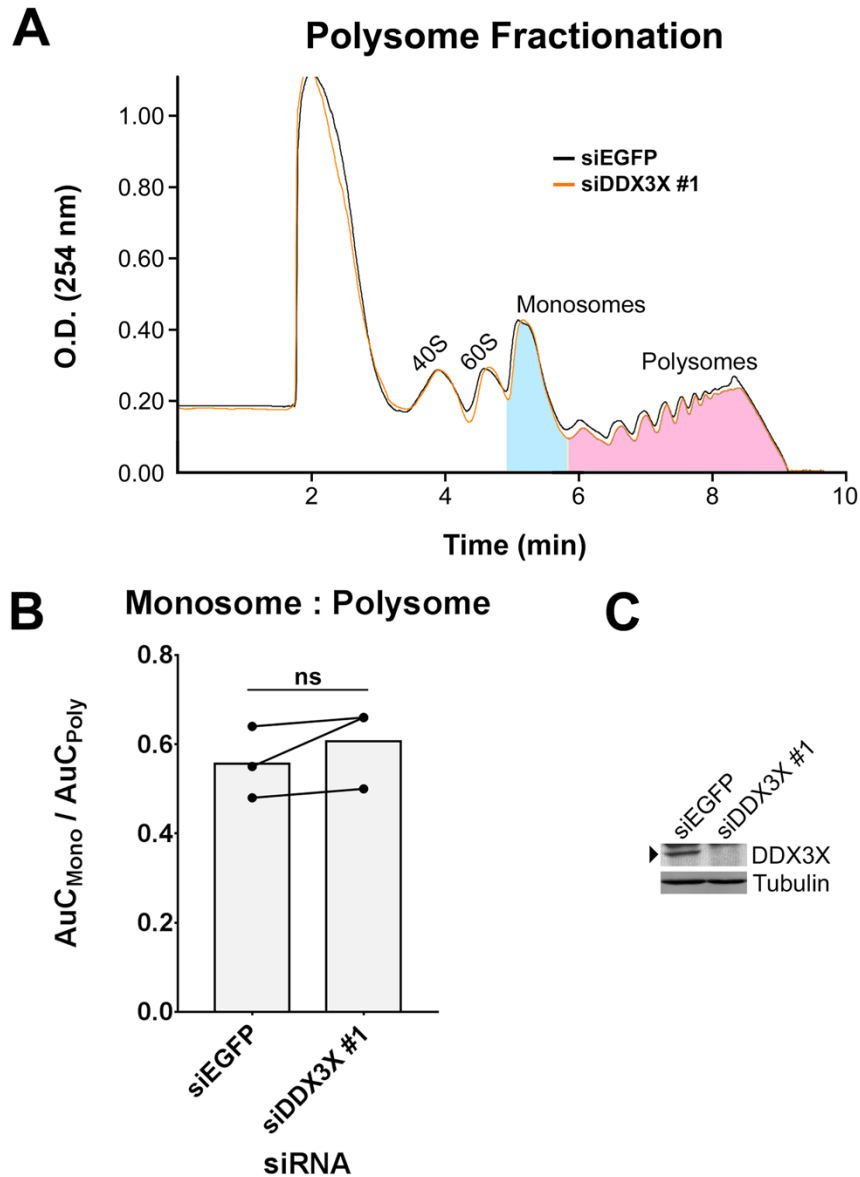 A
Polysome Fractionation
O.D. (254 nm)
1.00
0.80
0.60
0.40
0.20
0.00
siEGFP
siDDX3X #1
40S
60S
Monosomes
Polysomes
2
4
6
8
10
Time (min)
B
Monosome : Polysome
AuCMono / AuCPoly
0.8
0.6
0.4
0.2
0.0
ns
siEGFP
siDDX3X #1
siRNA
C
siEGFP
siDDX3X #1
DDX3X
Tubulin